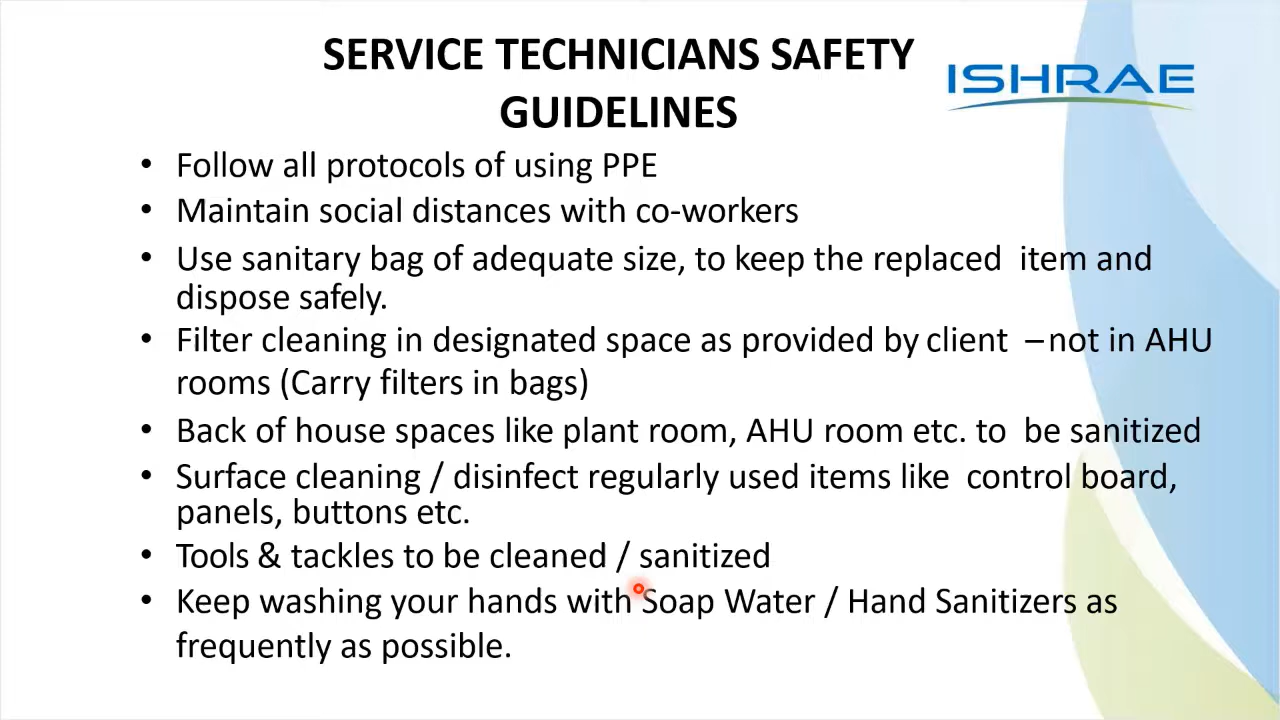 SERVICE TECHNICIANS SAFETY
GUIDELINES
ISHRAE
• Follow all protocols of using PPE
• Maintain social distances with co-workers
• Use sanitary bag of adequate size, to keep the replaced item and
dispose safely.
• Filter cleaning in designated space as provided by client – not in AHU
rooms (Carry filters in bags)
• Back of house spaces like plant room, AHU room etc. to be sanitized
• Surface cleaning / disinfect regularly used items like control board,
panels, buttons etc.
• Tools & tackles to be cleaned / sanitized
• Keep washing your hands with Soap Water / Hand Sanitizers as
frequently as possible.